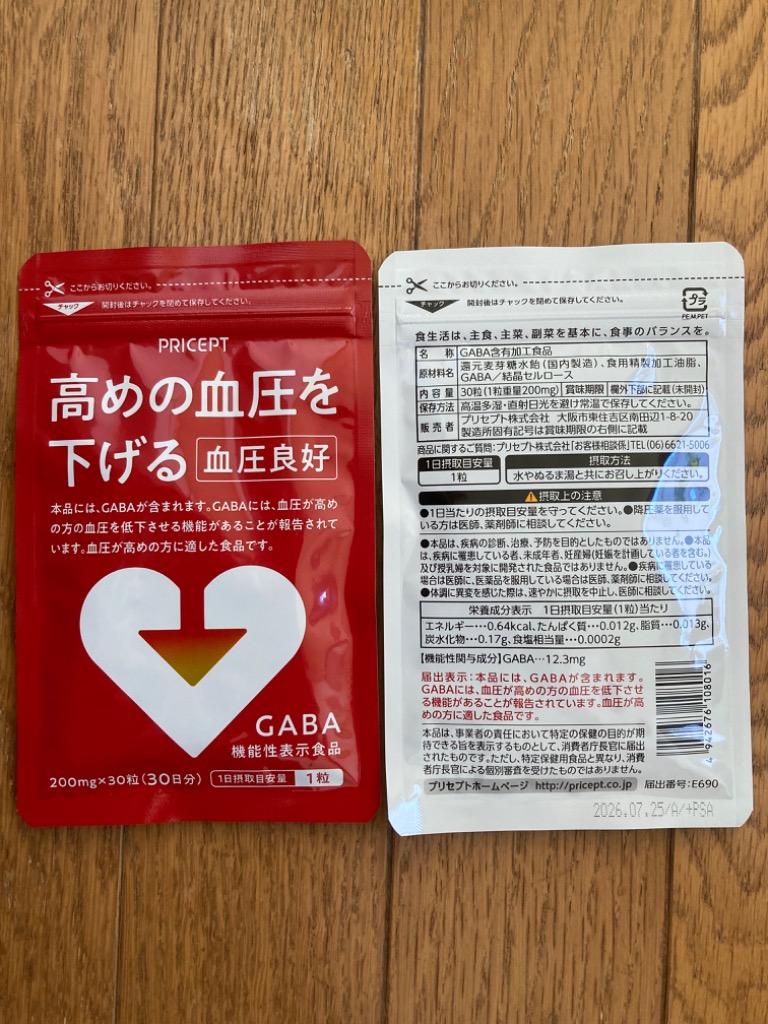 ここからお切りください。
チャック
開封後はチャックを閉めて保存してください。
PRICEPT
高めの血圧を
下げる 血圧良好
本品には、GABAが含まれます。GABAには、血圧が高め
の方の血圧を低下させる機能があることが報告されて
います。血圧が高めの方に適した食品です。
GABA
機能性表示食品
200mg×30粒(30日分) 1日摂取目安量 1粒
ここからお切りください。
チャック
開封後はチャックを閉めて保存してください。
プラ
PE,M,PET
食生活は、主食、主菜、副菜を基本に、食事のバランスを。
名 称 GABA含有加工食品
原材料名 還元麦芽糖水飴(国内製造)、食用精製加工油脂、
GABA/結晶セルロース
内容量 30粒(1粒重量200mg) 賞味期限 欄外下部に記載(未開封)
保存方法 高温多湿・直射日光を避け常温で保存してください。
販売者 プリセプト株式会社 大阪市東住吉区南田辺1-8-20
製造所固有記号は賞味期限の右側に記載
商品に関するご質問:プリセプト株式会社「お客様相談係」TEL(06)6621-5006
1日摂取目安量 摂取方法
1粒 水やぬるま湯と共にお召し上がりください。
摂取上の注意
●1日当たりの摂取目安量を守ってください。●降圧薬を服用して
いる方は医師、薬剤師に相談してください。
●本品は、疾病の診断、治療、予防を目的としたものではありません。●本品
は、疾病に罹患している者、未成年者、妊産婦(妊娠を計画している者を含む。)
及び授乳婦を対象に開発された食品ではありません。●疾病に罹患している
場合は医師に、医薬品を服用している場合は医師、薬剤師に相談してください。
●体調に異変を感じた際は、速やかに摂取を中止し、医師に相談してください。
栄養成分表示 1日摂取目安量(1粒)当たり
エネルギー…0.64kcal、たんぱく質…0.012g、脂質…0.013g、
炭水化物…0.17g、食塩相当量…0.0002g
【機能性関与成分】GABA…12.3mg
届出表示:本品には、GABAが含まれます。
GABAには、血圧が高めの方の血圧を低下させ
る機能があることが報告されています。血圧が高
めの方に適した食品です。
本品は、事業者の責任において特定の保健の目的が期
待できる旨を表示するものとして、消費者庁長官に届出
されたものです。ただし、特定保健用食品と異なり、消費
者庁長官による個別審査を受けたものではありません。
4 942676 108016
プリセプトホームページ http://pricept.co.jp 届出番号:E690
2026.07.25/A/+PSA